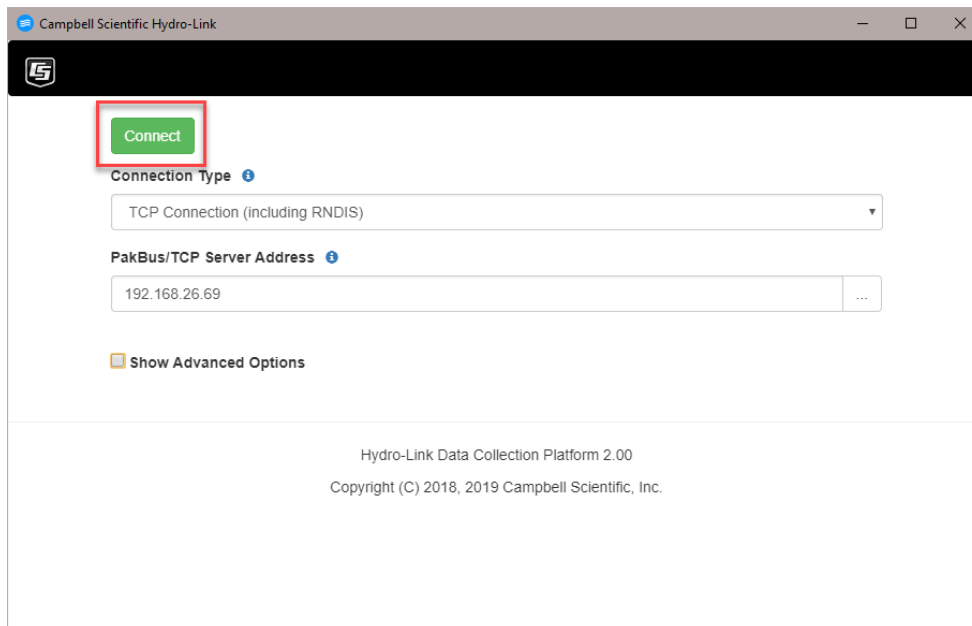 Campbell Scientific Hydro-Link
Connect
Connection Type
TCP Connection (including RNDIS)
PakBus/TCP Server Address
192.168.26.69
...
Show Advanced Options
Hydro-Link Data Collection Platform 2.00
Copyright (C) 2018, 2019 Campbell Scientific, Inc.